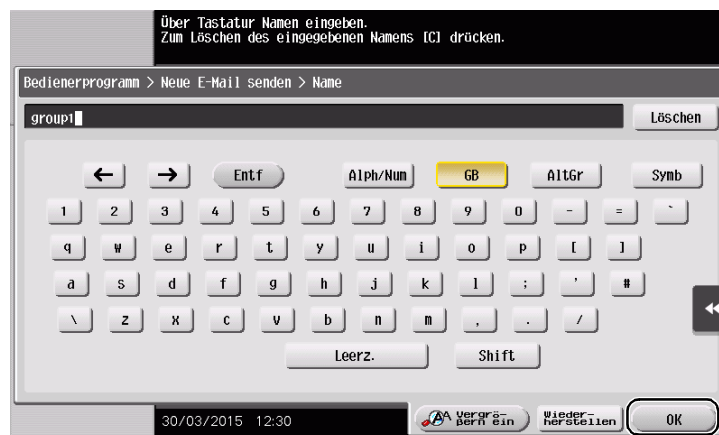 Über Tastatur Namen eingeben.
Zum Löschen des eingegebenen Namens [C] drücken.
Bedienerprogramm > Neue E-Mail senden > Name
group1
Löschen
← → Entf Alph/Num GB AltGr Symb
1 2 3 4 5 6 7 8 9 0 - = `
q w e r t y u i o p [ ]
a s d f g h j k l ; ' #
\ z x c v b n m , . /
Leerz. Shift
30/03/2015 12:30
Vergrö-
ßern ein
Wieder-
herstellen
OK